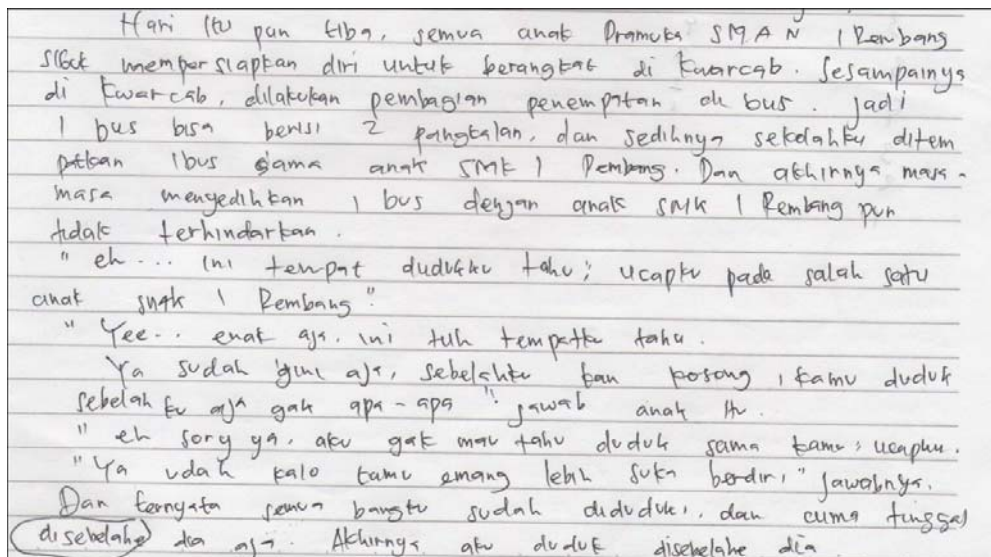 Hari itu pun tiba, semua anak Pramuka SMAN 1 Rembang
siap mempersiapkan diri untuk berangkat di Kwarcab. Sesampainya
di Kwarcab, dilakukan pembagian penempatan di bus. jadi
1 bus bisa berisi 2 pangkalan, dan sedihnya sekolahku ditem
patkan 1bus sama anak SMK 1 Rembang. Dan akhirnya masa-
masa menyedihkan 1 bus dengan anak SMK 1 Rembang pun
tidak terhindarkan.
" eh... ini tempat dudukku tahu; ucapku pada salah satu
anak smk 1 Rembang"
" Yee.. enak aja, ini tuh tempatku tahu.
Ya sudah gini aja, sebelahku kan kosong, kamu duduk
sebelah ku aja gak apa-apa" jawab anak itu.
" eh sory ya, aku gak mau tahu duduk sama kamu; ucapku.
"Ya udah kalo kamu emang lebih suka berdiri," jawabnya.
Dan ternyata semua bangku sudah diduduki, dan cuma tinggal
disebelahe dia aja. Akhirnya aku duduk disebelahe dia